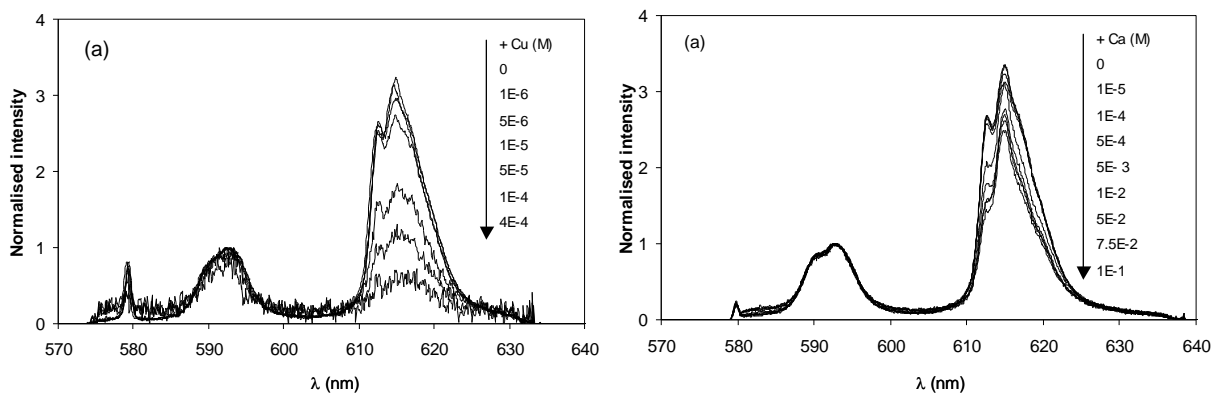 4
3
2
1
0
Normalised intensity
(a)
+ Cu (M)
0
1E-6
5E-6
1E-5
5E-5
1E-4
4E-4
570 580 590 600 610 620 630 640
λ (nm)
4
3
2
1
0
Normalised intensity
(a)
+ Ca (M)
0
1E-5
1E-4
5E-4
5E- 3
1E-2
5E-2
7.5E-2
1E-1
570 580 590 600 610 620 630 640
λ (nm)